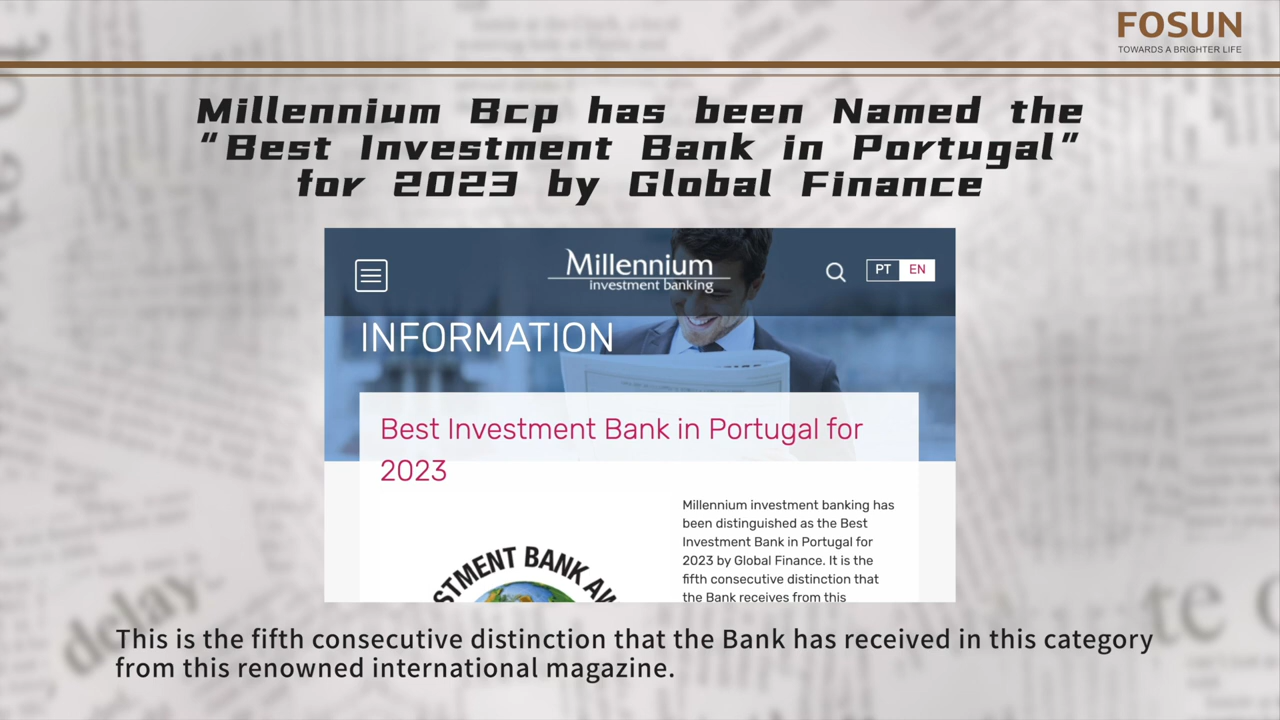 FOSUN
TOWARDS A BRIGHTER LIFE
Millennium Bcp has been Named the
“Best Investment Bank in Portugal”
for 2023 by Global Finance
Millennium
investment banking
PT EN
INFORMATION
Best Investment Bank in Portugal for
2023
Millennium investment banking has
been distinguished as the Best
Investment Bank in Portugal for
2023 by Global Finance. It is the
fifth consecutive distinction that
the Bank receives from this
STMENT BANK AW
delay
This is the fifth consecutive distinction that the Bank has received in this category
from this renowned international magazine.